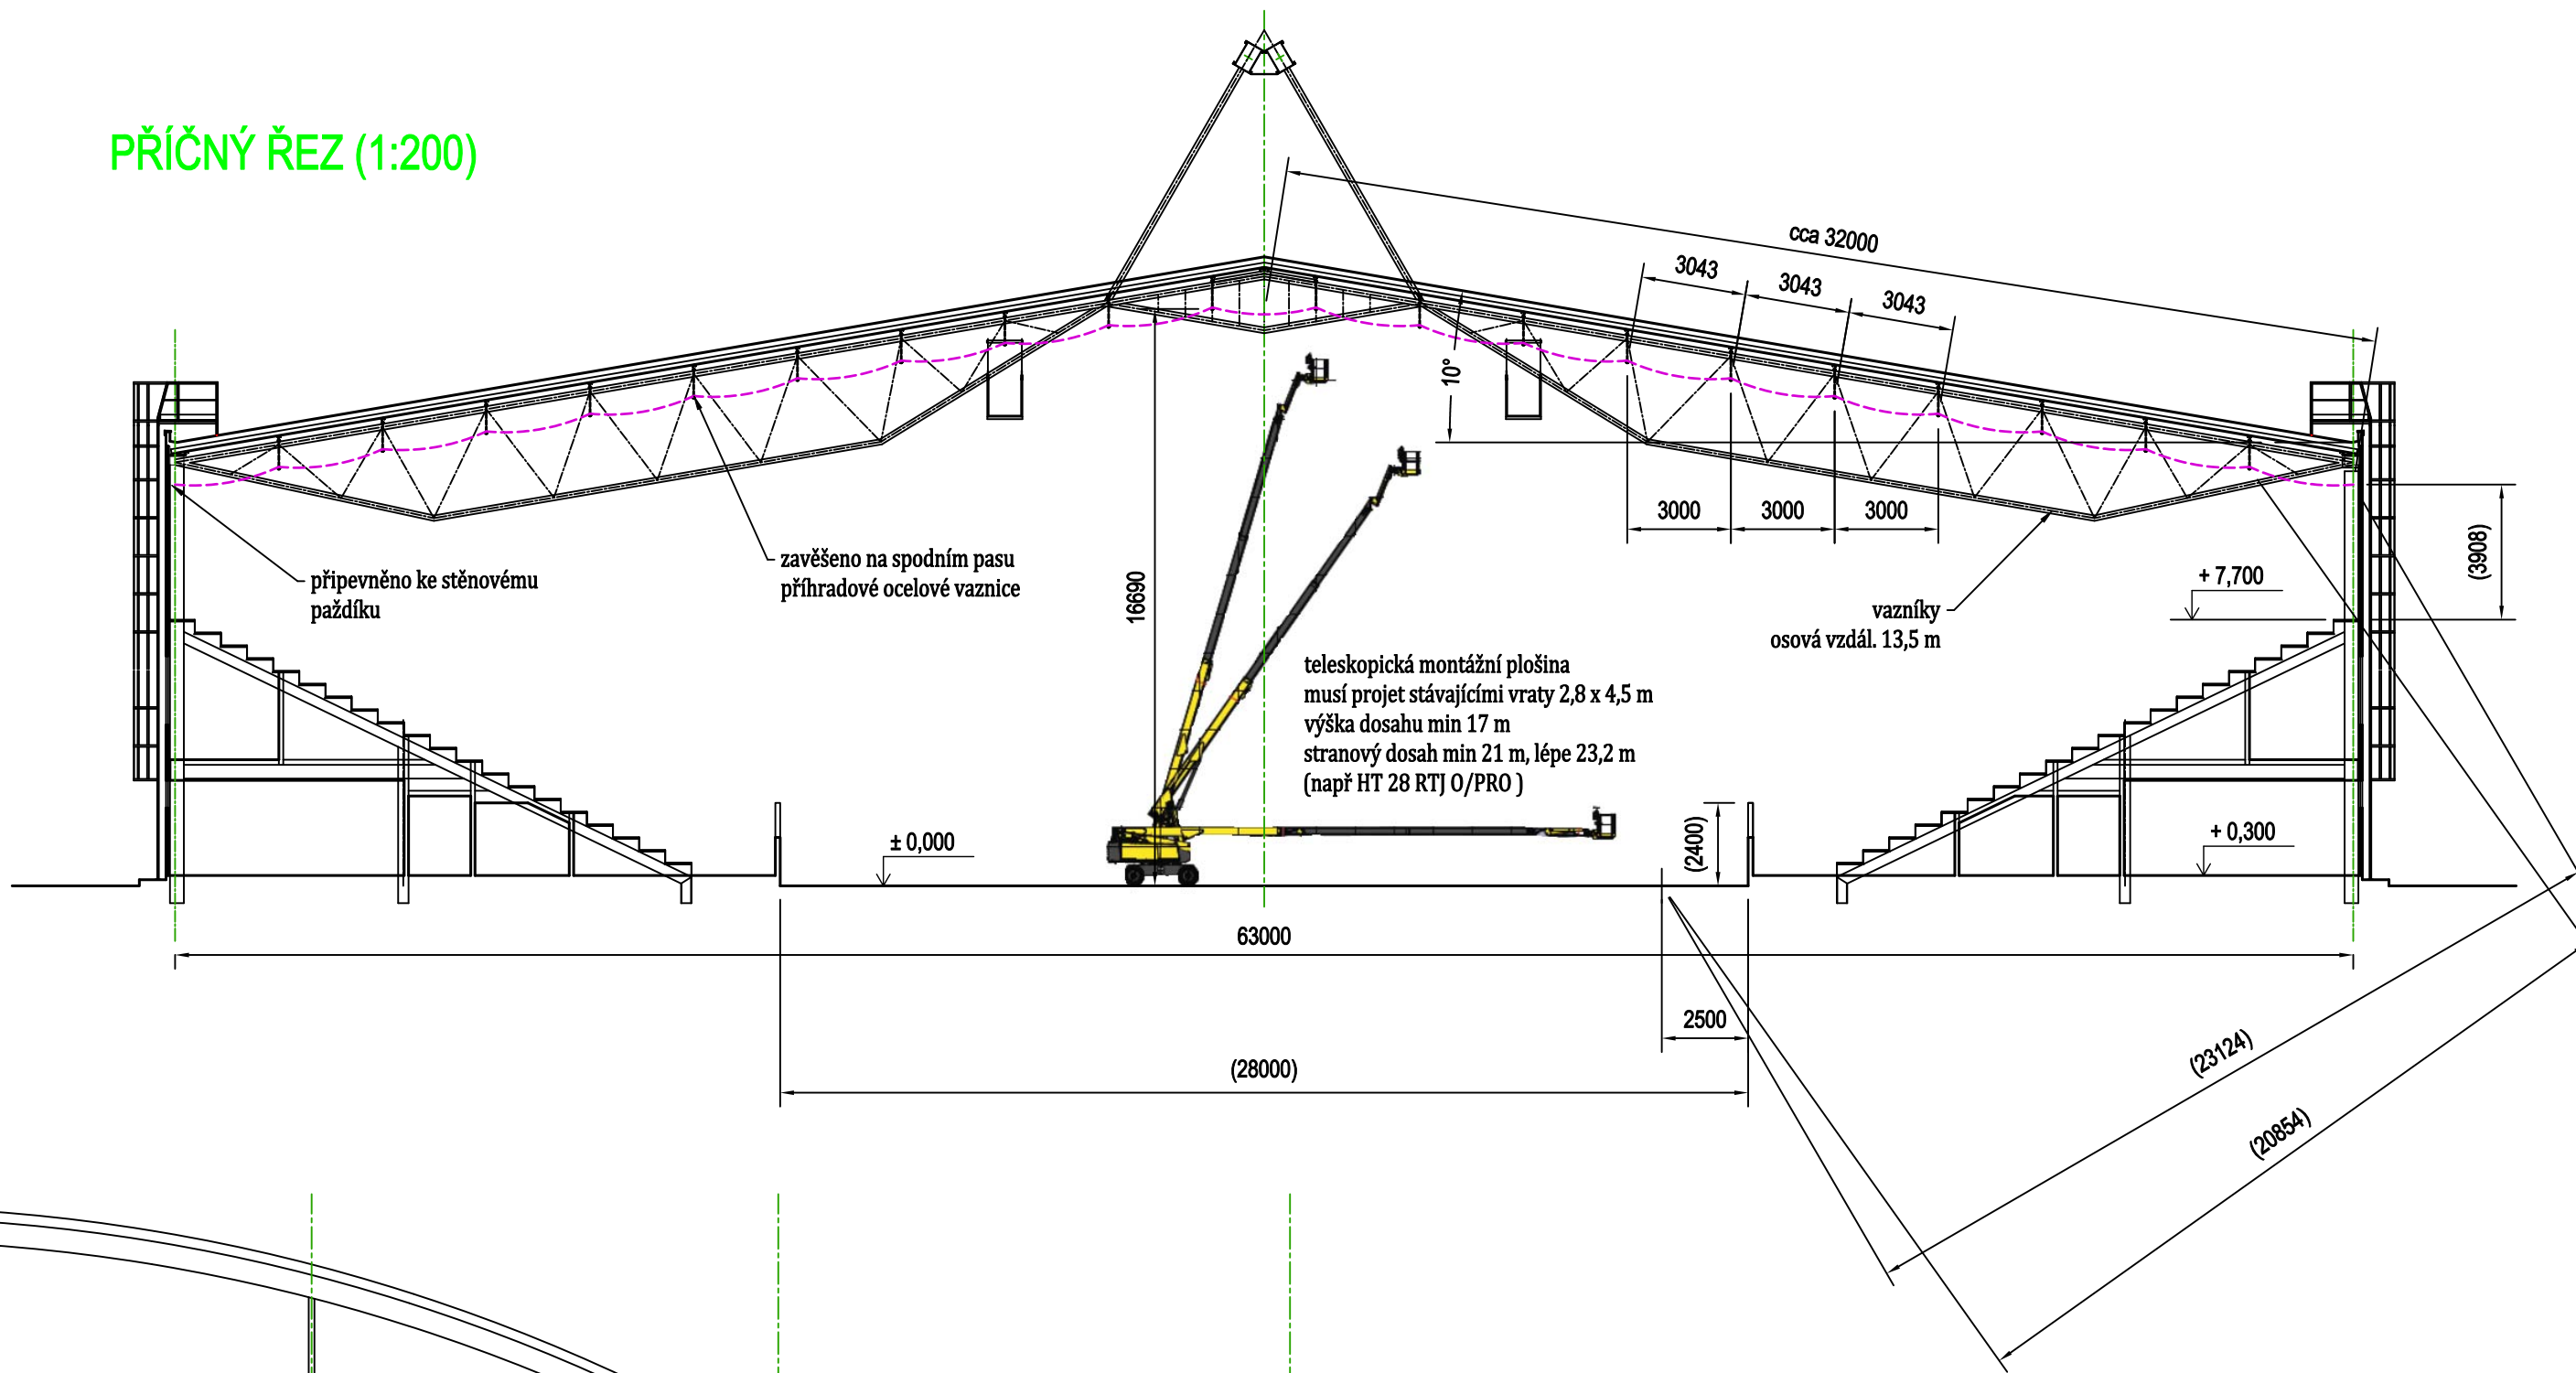 PŘÍČNÝ ŘEZ (1:200)
cca 32000
3043
3043
3043
10°
3000
3000
3000
(3908)
zavěšeno na spodním pasu
příhradové ocelové vaznice
připevněno ke stěnovému
paždíku
16690
+ 7,700
vazníky
osová vzdál. 13,5 m
teleskopická montážní plošina
musí projet stávajícími vraty 2,8 x 4,5 m
výška dosahu min 17 m
stranový dosah min 21 m, lépe 23,2 m
(např HT 28 RTJ O/PRO )
± 0,000
(2400)
+ 0,300
63000
2500
(28000)
(23124)
(20854)